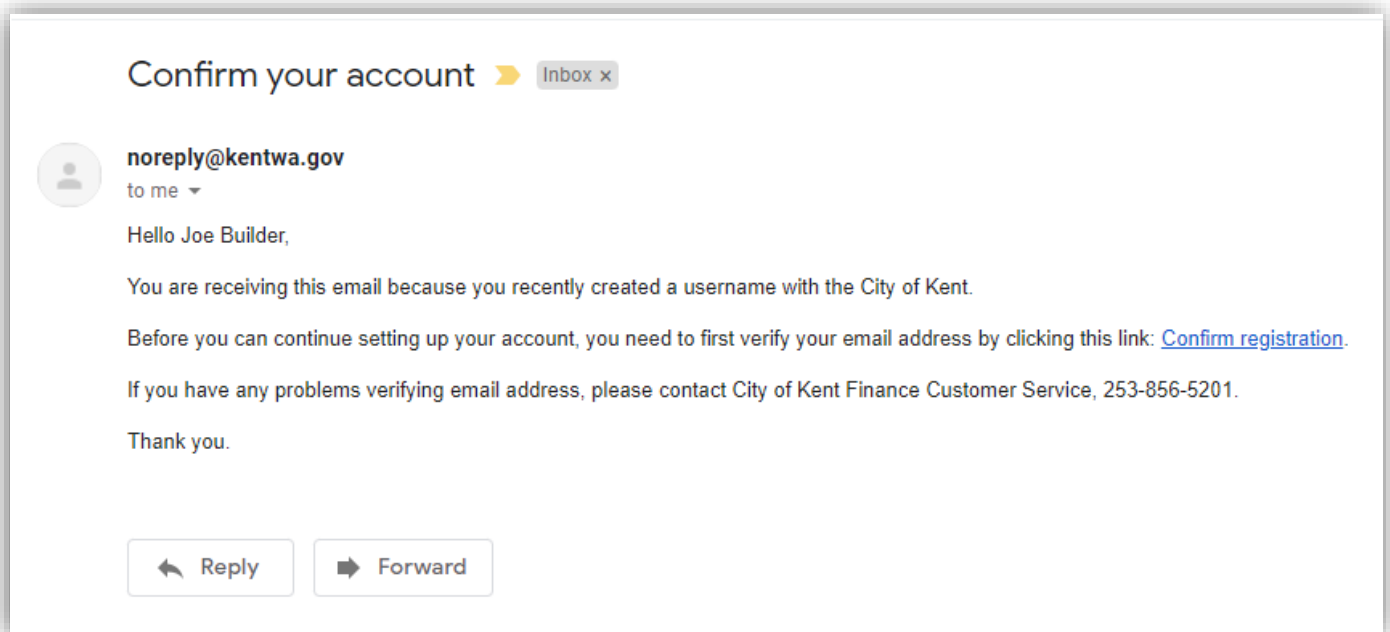 Confirm your account Inbox x
noreply@kentwa.gov
to me
Hello Joe Builder,
You are receiving this email because you recently created a username with the City of Kent.
Before you can continue setting up your account, you need to first verify your email address by clicking this link: Confirm registration.
If you have any problems verifying email address, please contact City of Kent Finance Customer Service, 253-856-5201.
Thank you.
Reply Forward